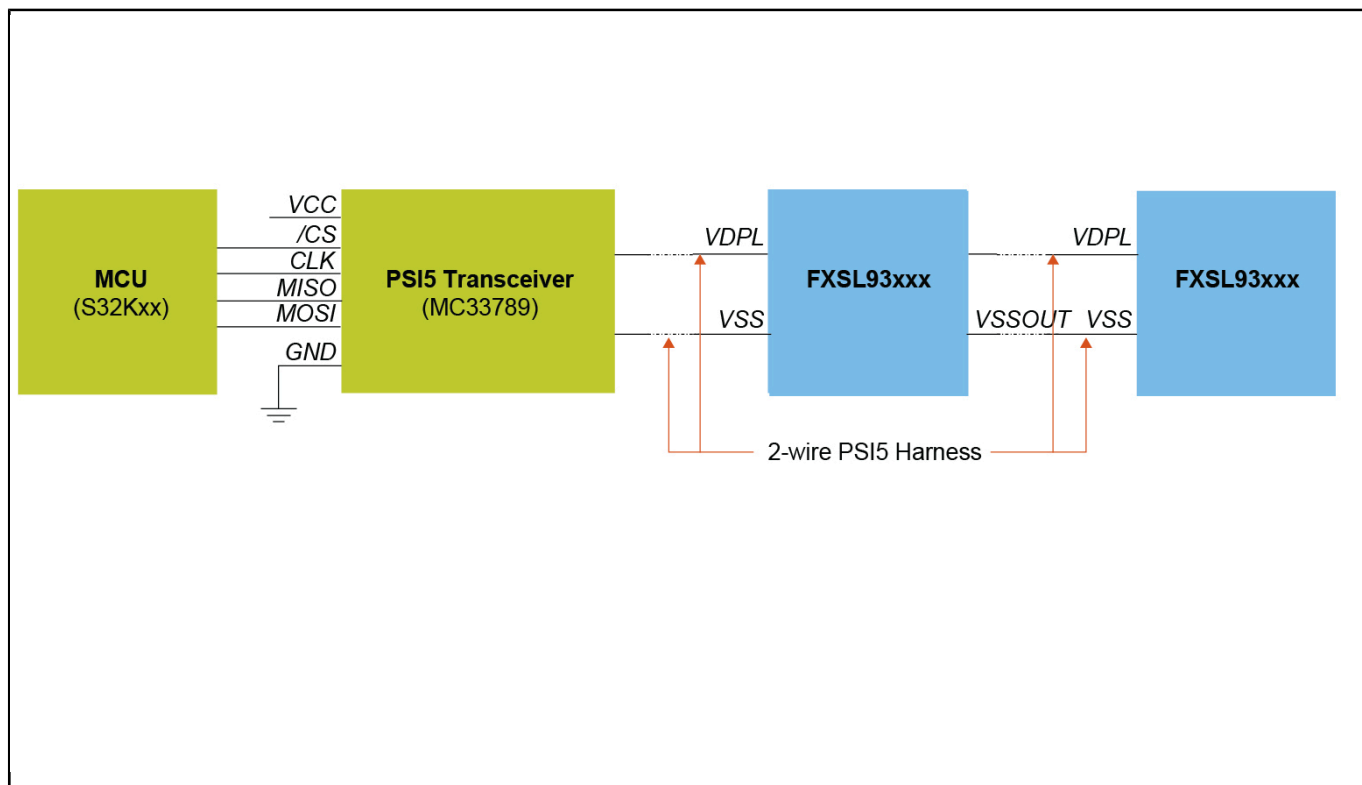 VCC
/CS
CLK
MISO
MOSI
GND
MCU
(S32Kxx)
PSI5 Transceiver
(MC33789)
VDPL
VSS
FXSL93xxx
VDPL
VSSOUT VSS
FXSL93xxx
2-wire PSI5 Harness